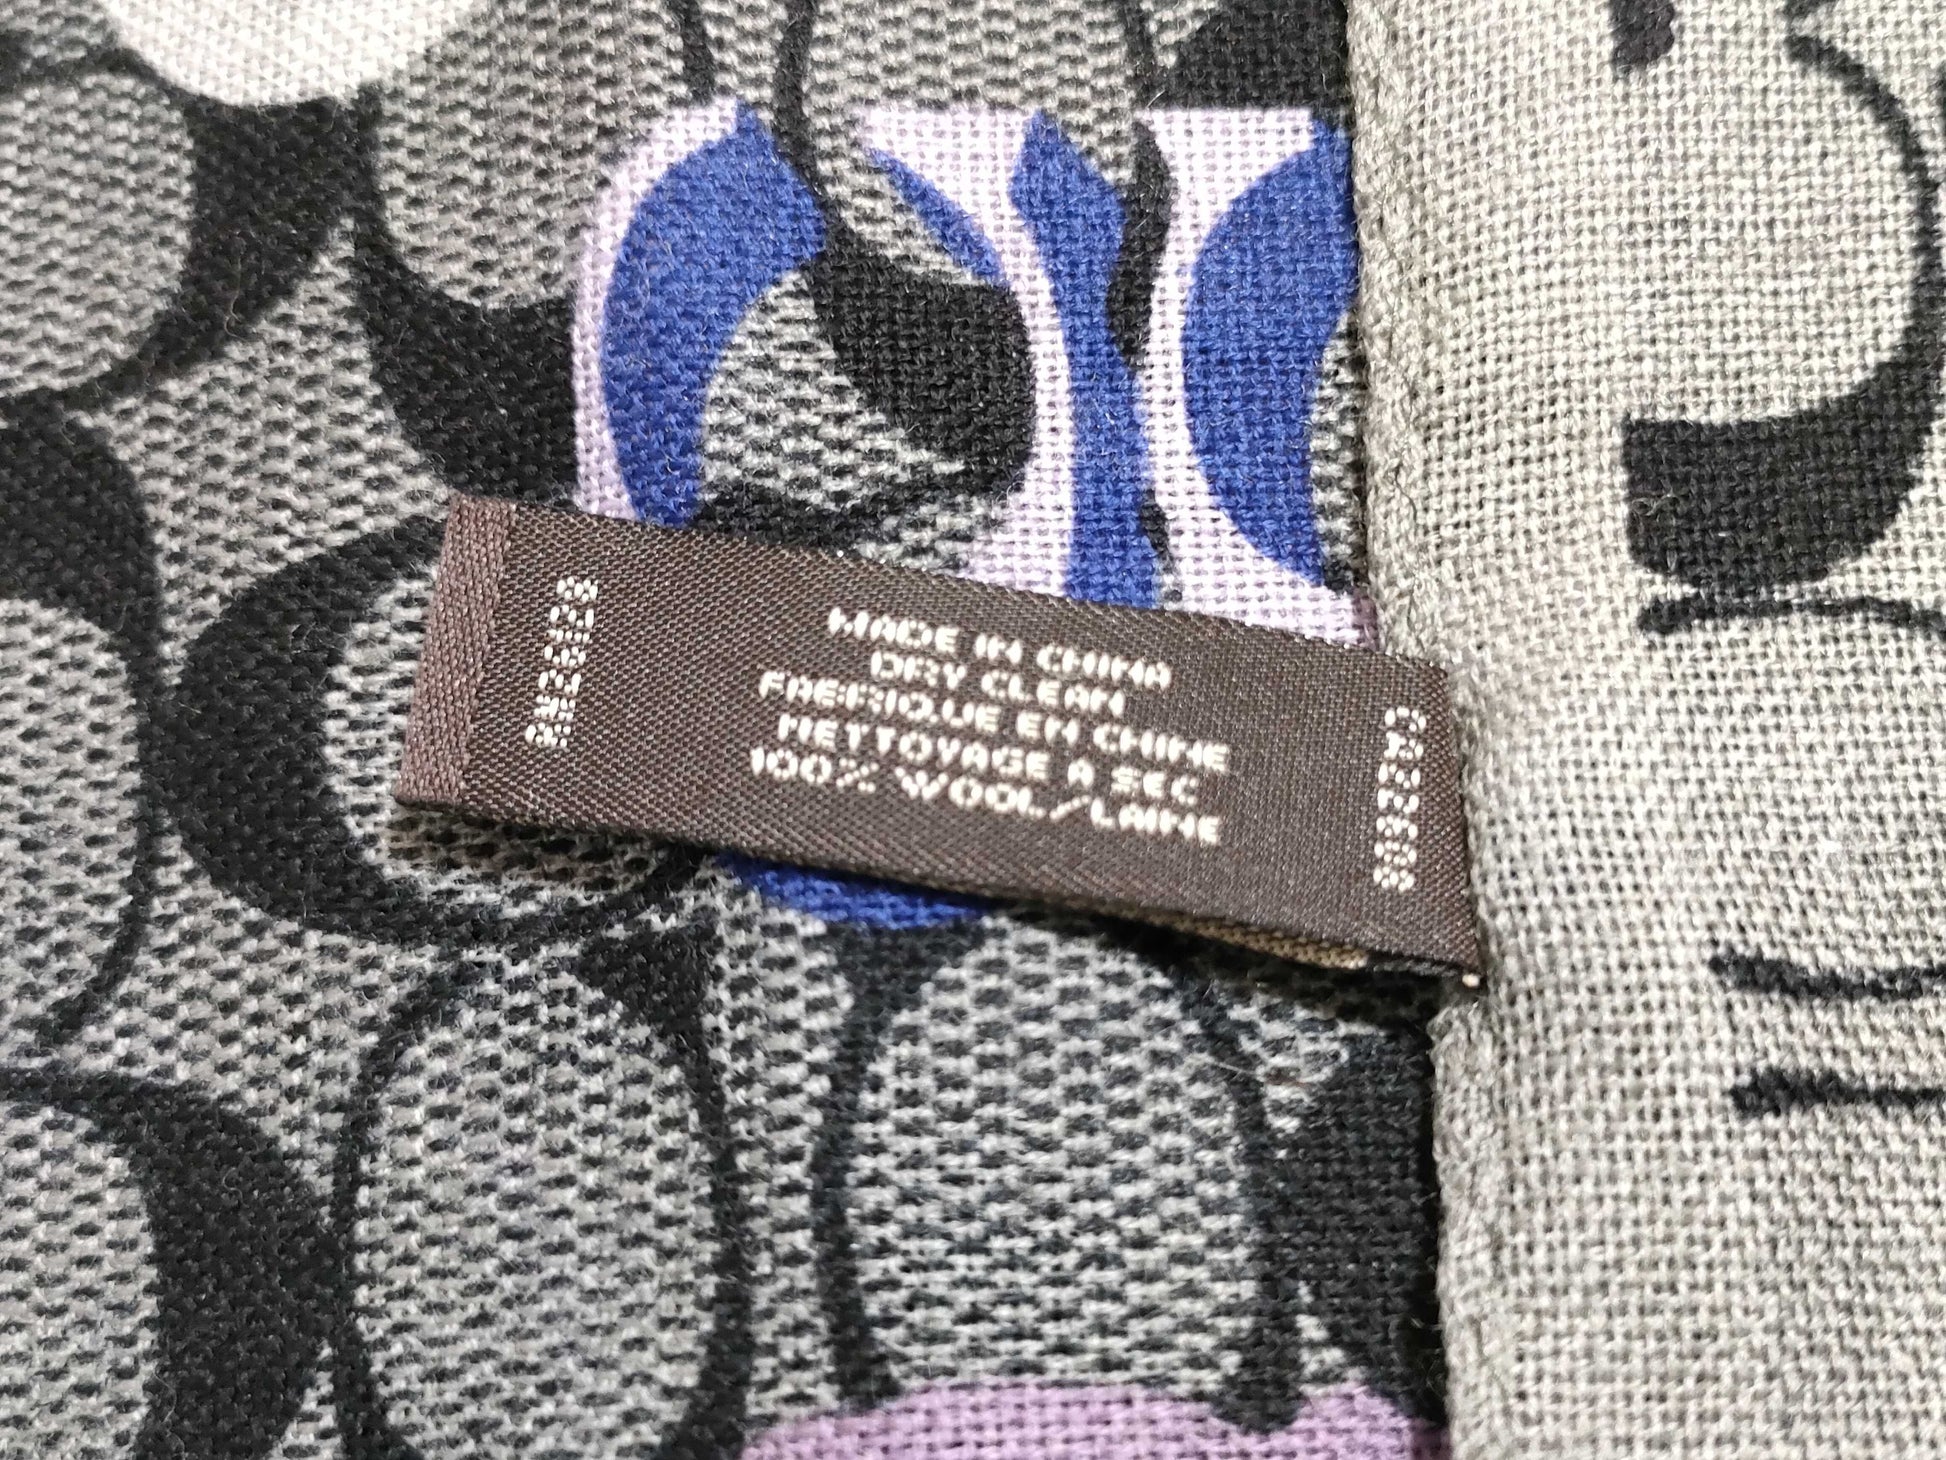 MADE IN CHINA
DRY CLEAN
FABRIQUE EN CHINE
NETTOYAGE A SEC
100% WOOL/LAINE